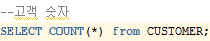 --고객 숫자
SELECT COUNT(*) from CUSTOMER;